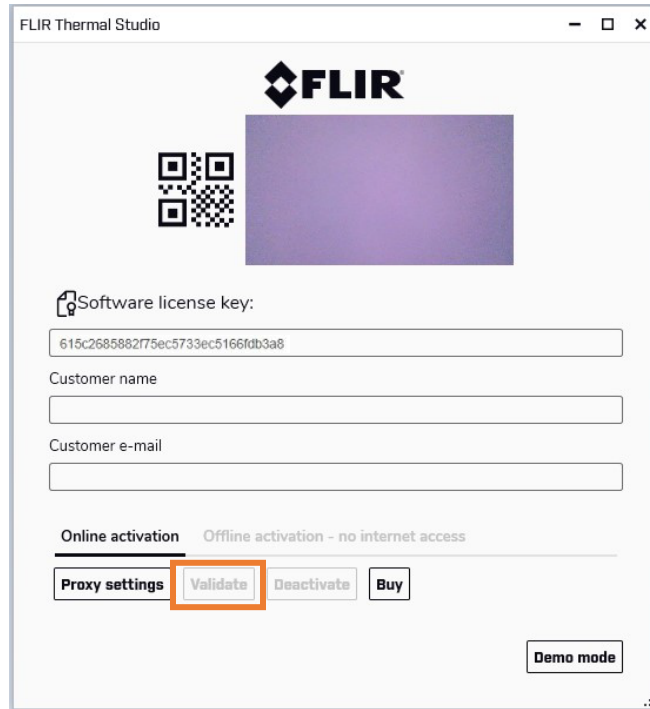 FLIR Thermal Studio
FLIR
Software license key:
615c2685882f75ec5733ec5166fdb3a8
Customer name
Customer e-mail
Online activation Offline activation - no internet access
Proxy settings Validate Deactivate Buy
Demo mode